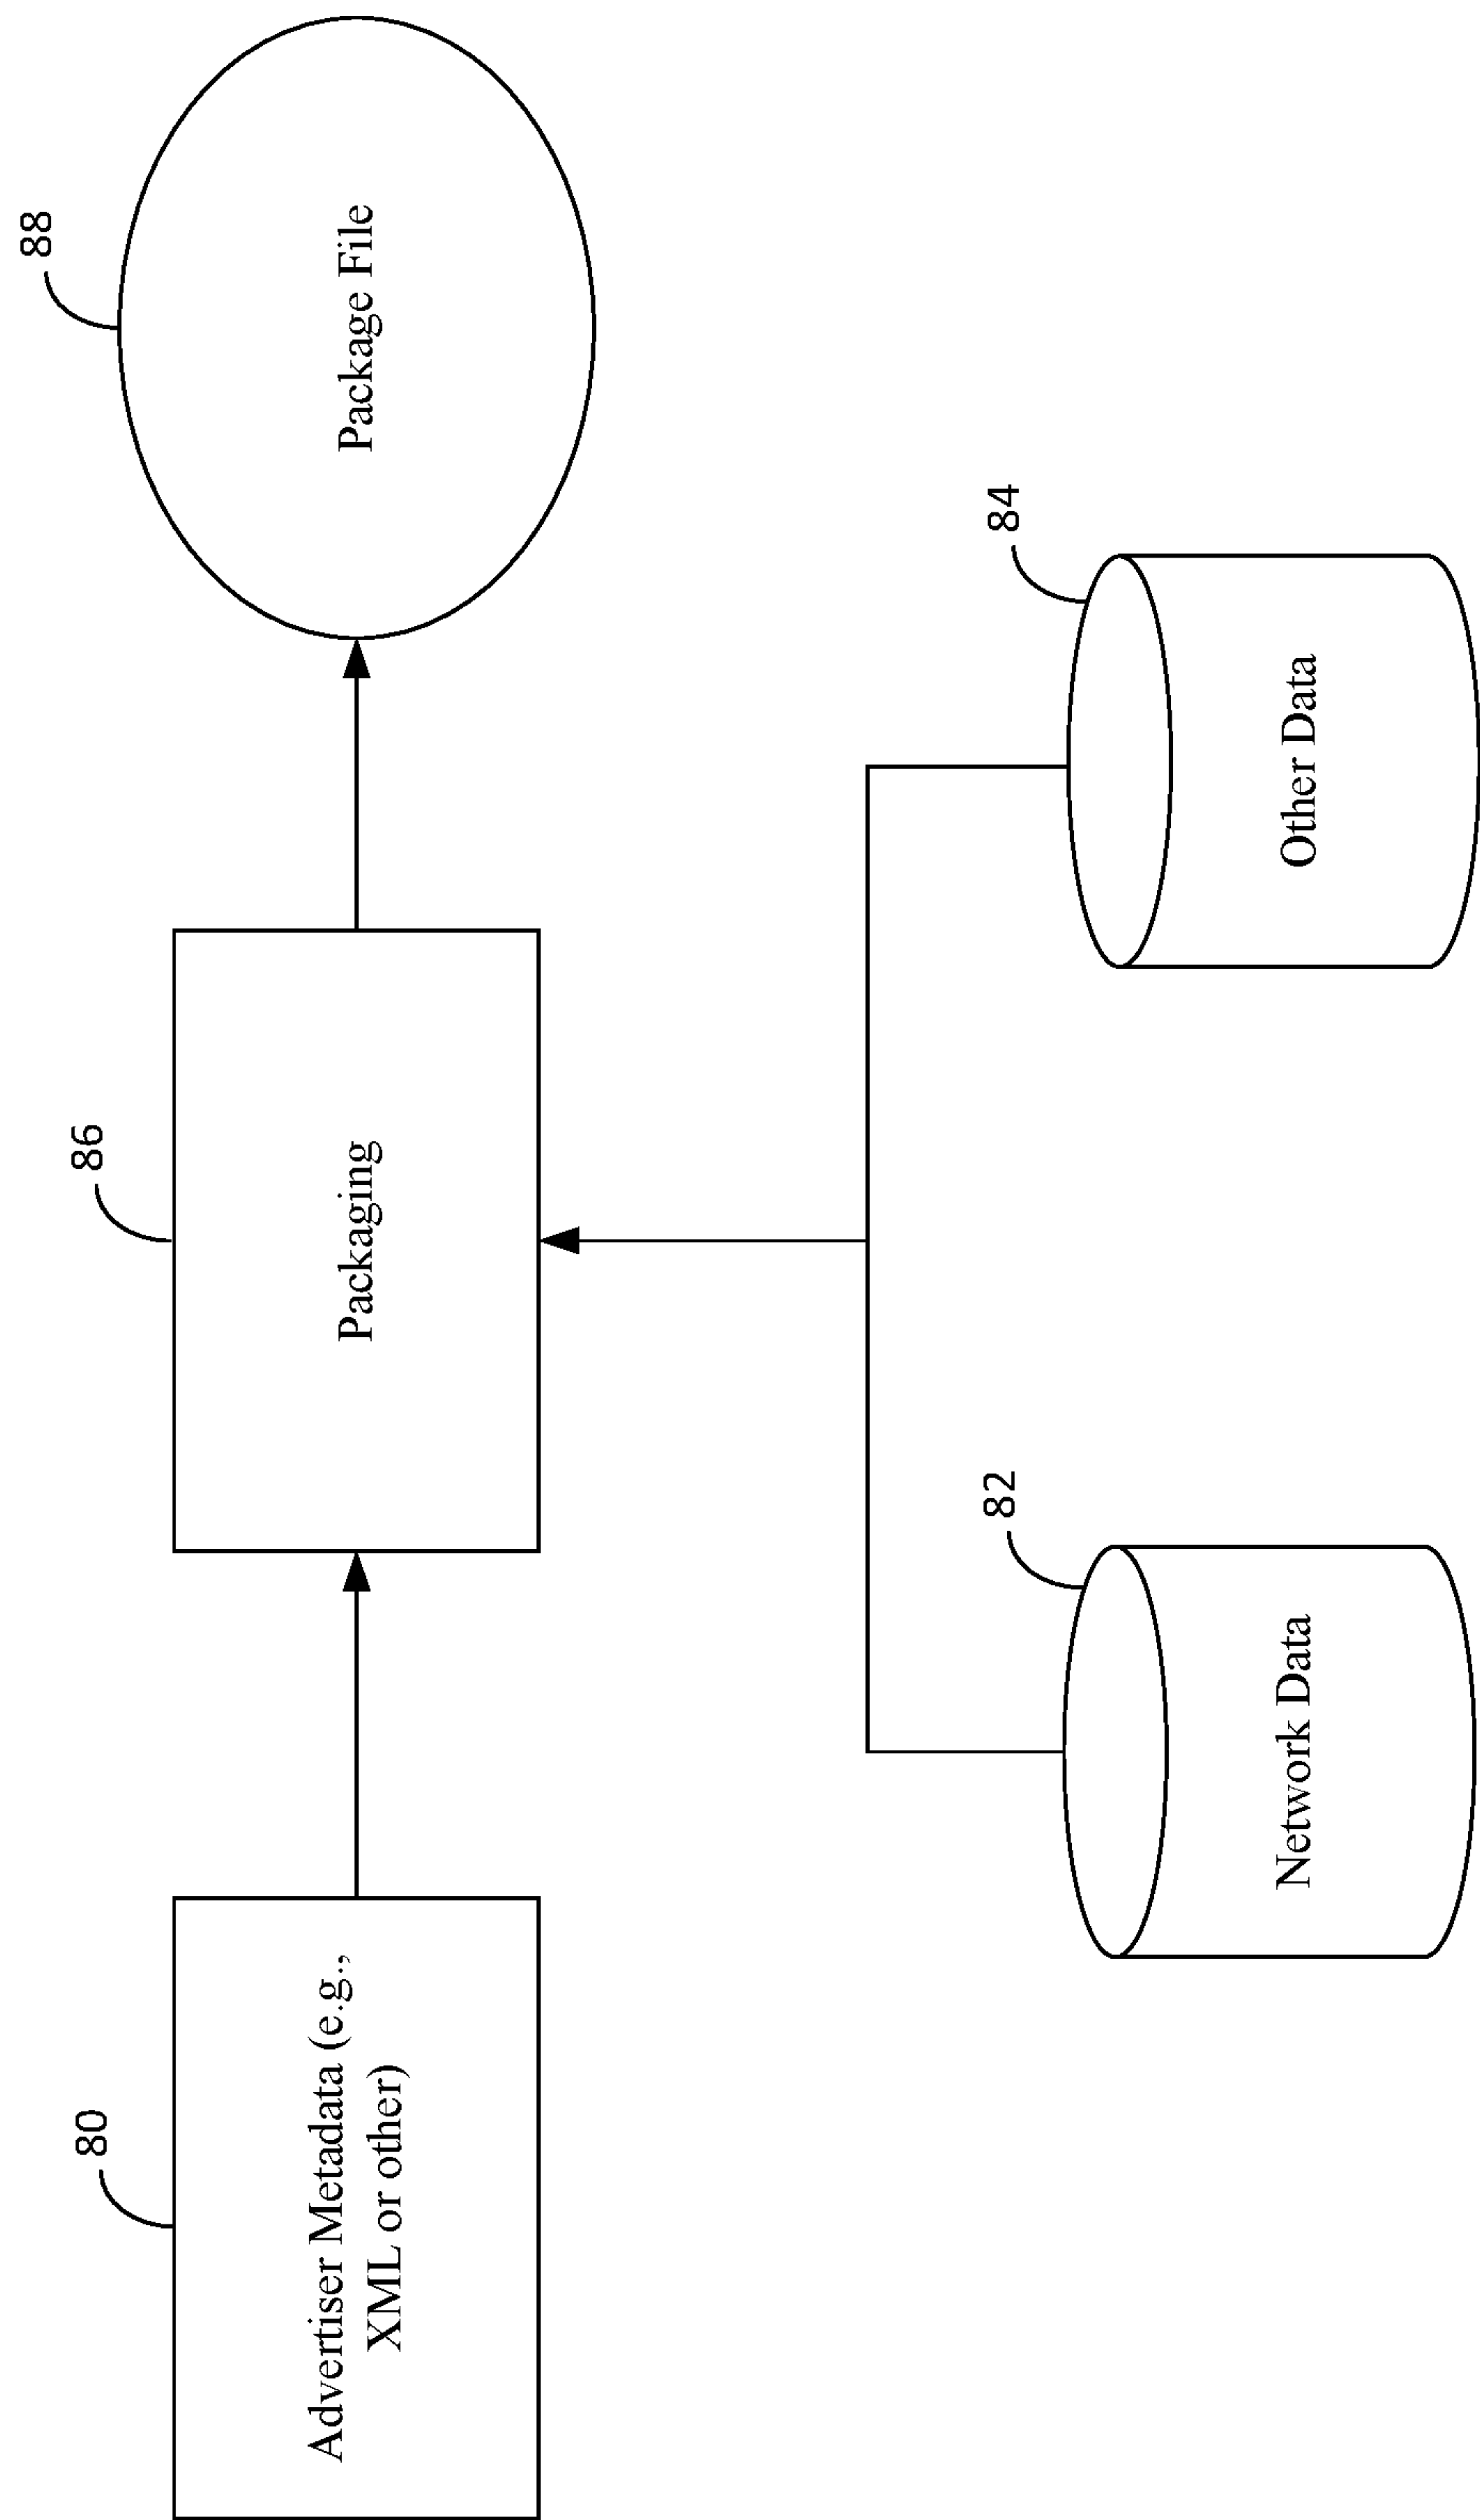 80
Advertiser Metadata (e.g.,
XML or other)
86
Packaging
88
Package File
82
Network Data
84
Other Data